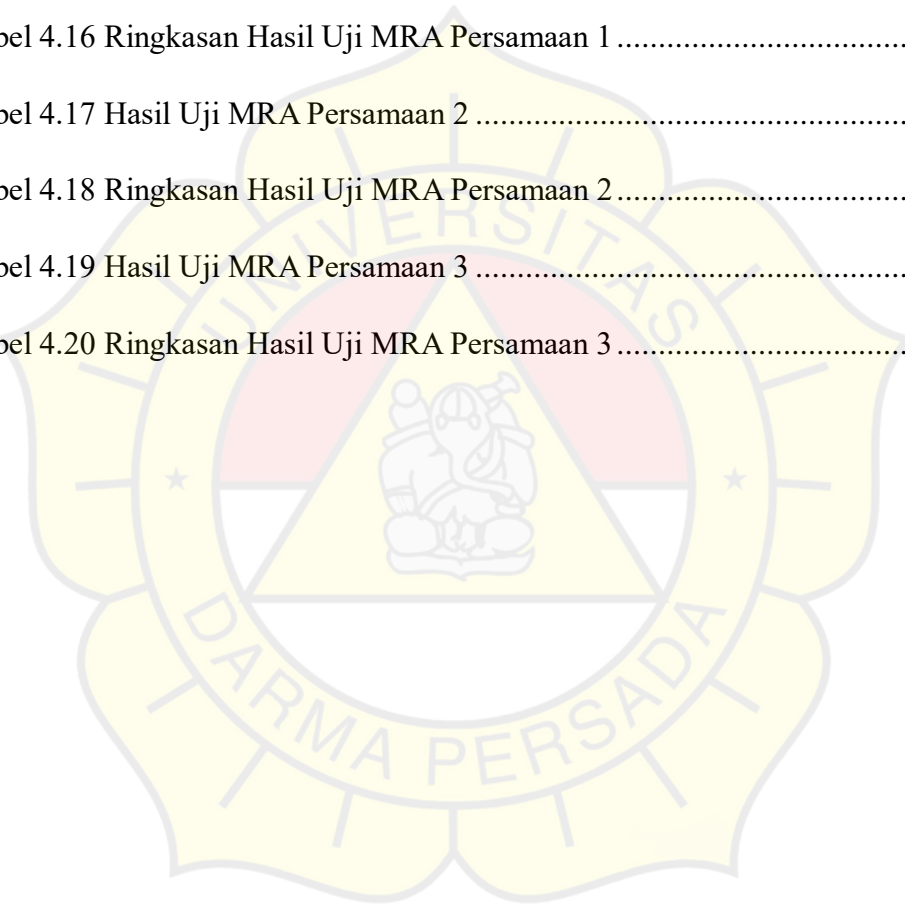 bel 4.16 Ringkasan Hasil Uji MRA Persamaan 1 ....................................
bel 4.17 Hasil Uji MRA Persamaan 2 .....................................................
bel 4.18 Ringkasan Hasil Uji MRA Persamaan 2 ....................................
bel 4.19 Hasil Uji MRA Persamaan 3 .....................................................
bel 4.20 Ringkasan Hasil Uji MRA Persamaan 3 ....................................
UNIVERSITAS
DARMA PERSADA